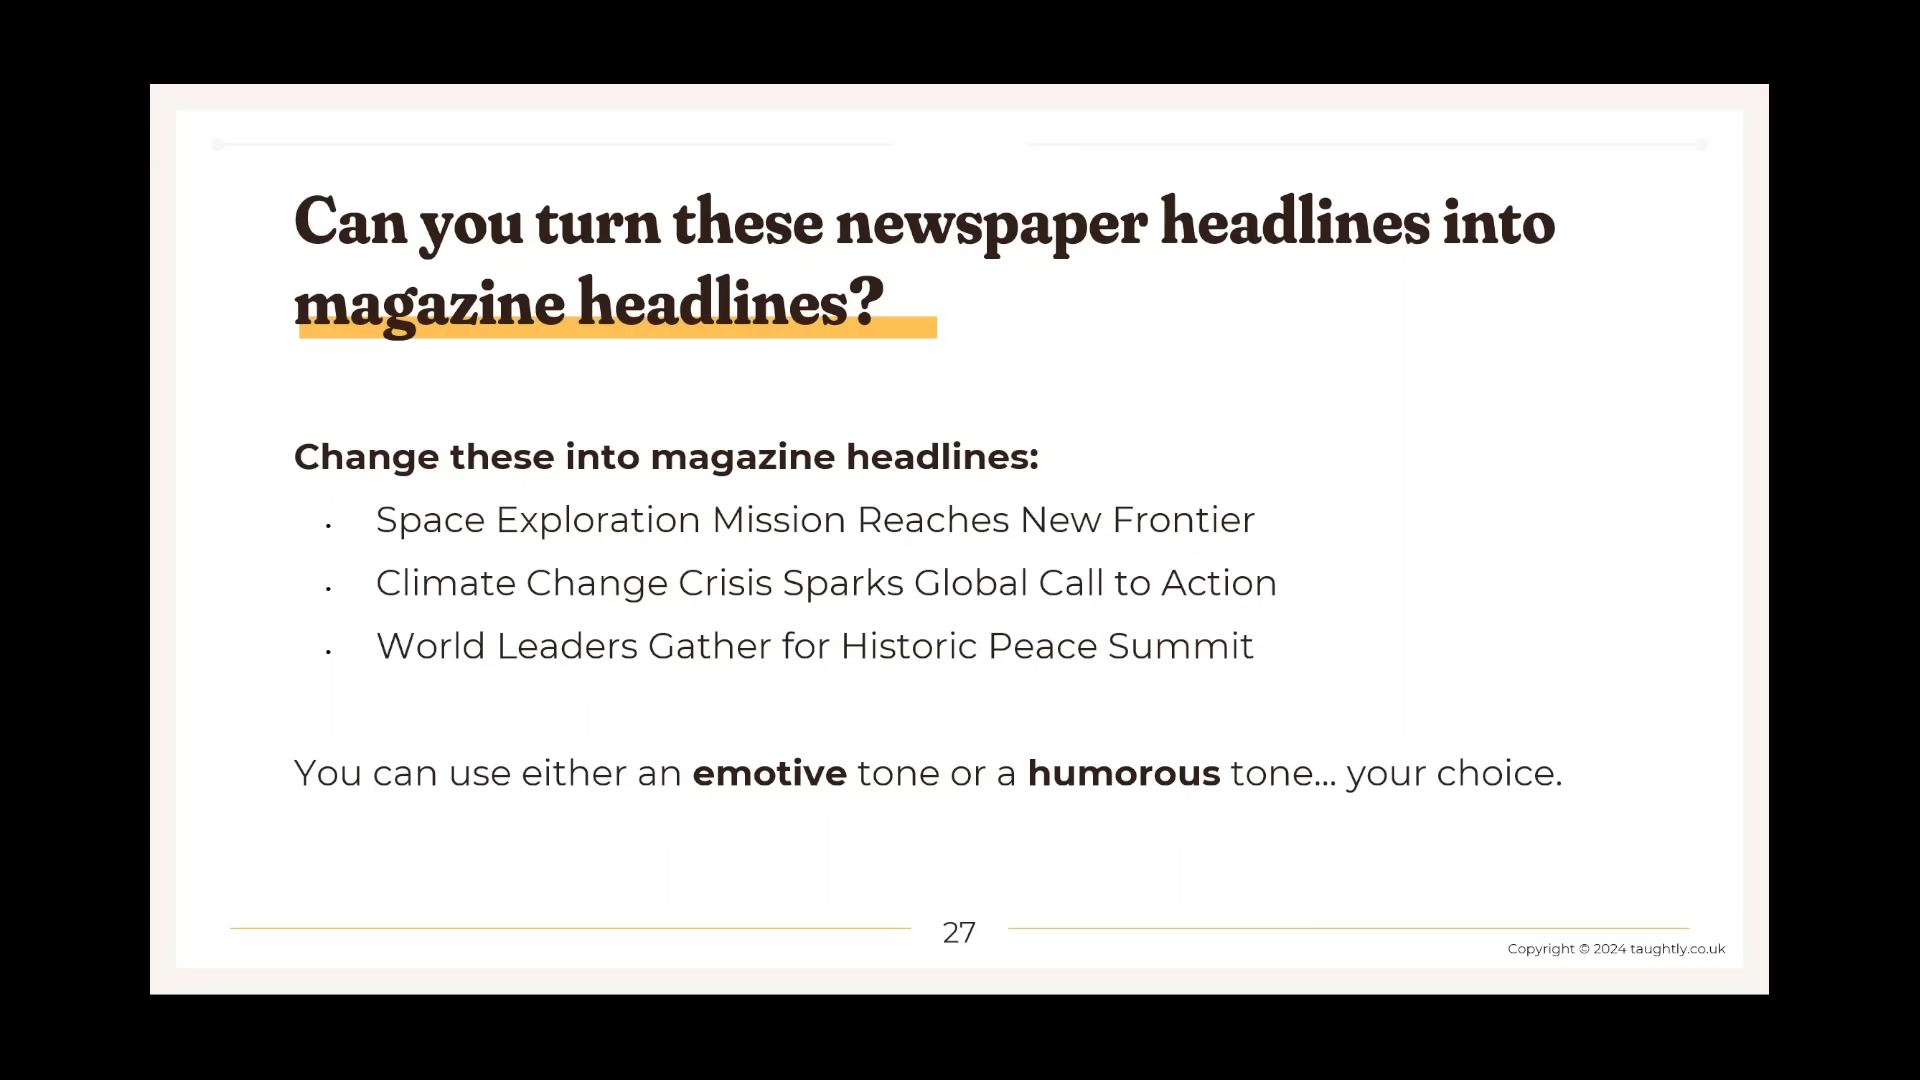 Can you turn these newspaper headlines into
magazine headlines?
Change these into magazine headlines:
• Space Exploration Mission Reaches New Frontier
• Climate Change Crisis Sparks Global Call to Action
• World Leaders Gather for Historic Peace Summit
You can use either an emotive tone or a humorous tone... your choice.
27
Copyright © 2024 taughtly.co.uk